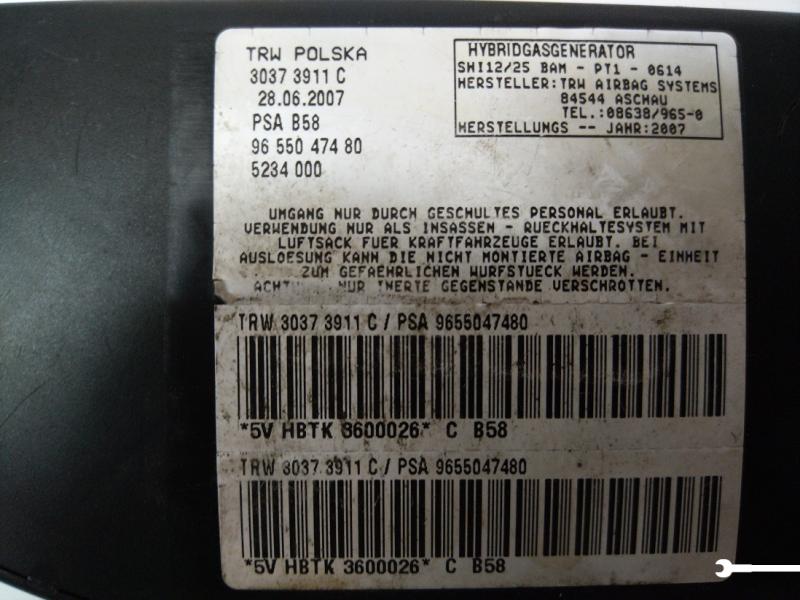 TRW POLSKA
3037 3911 C
28.06.2007
PSA B58
96 550 474 80
5234 000
HYBRIDGASGENERATOR
SHI12/25 BAM - PT1 - 0614
HERSTELLER:TRW AIRBAG SYSTEMS
84544 ASCHAU
TEL.:08638/965-0
HERSTELLUNGS -- JAHR:2007
UMGANG NUR DURCH GESCHULTES PERSONAL ERLAUBT.
VERWENDUNG NUR ALS INSASSEN - RUECKHALTESYSTEM MIT
LUFTSACK FUER KRAFTFAHRZEUGE ERLAUBT. BEI
AUSLOESUNG KANN DIE NICHT MONTIERTE AIRBAG - EINHEIT
ZUM GEFAEHRLICHEN WURFSTUECK WERDEN.
NUR INERTE GEGENSTANDE VERSCHROTTEN.
TRW 3037 3911 C / PSA 9655047480
*5V HBTK 3600026* C B58
TRW 3037 3911 C / PSA 9655047480
*5V HBTK 3600026* C B58